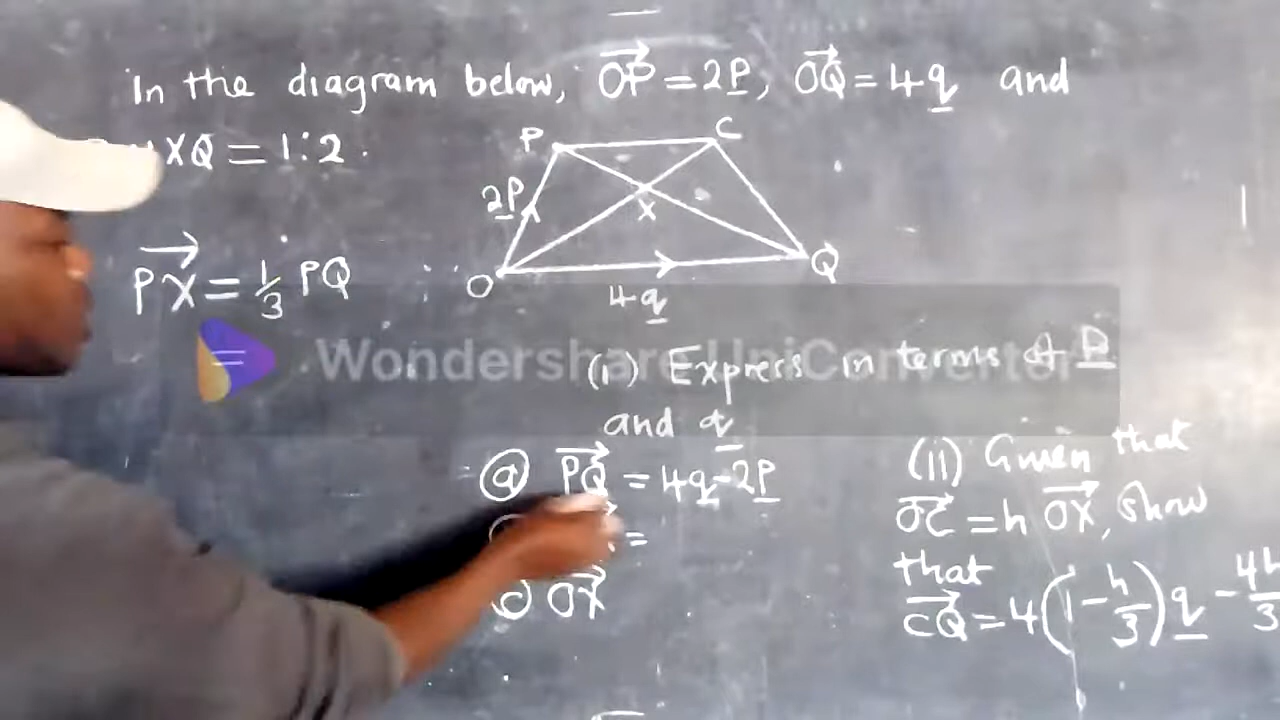 In the diagram below, OP = 2p, OQ = 4q and
XQ = 1:2.
P
C
2p
X
O
Q
4q
PX = 1/3 PQ
=
Wondershare UniConverter
(i) Express in terms of p
and q
(a) PQ = 4q - 2p
=
(c) OX
(ii) Given that
OC = h OX, show
that
CQ = 4(1 - h/3)q - 4h/3